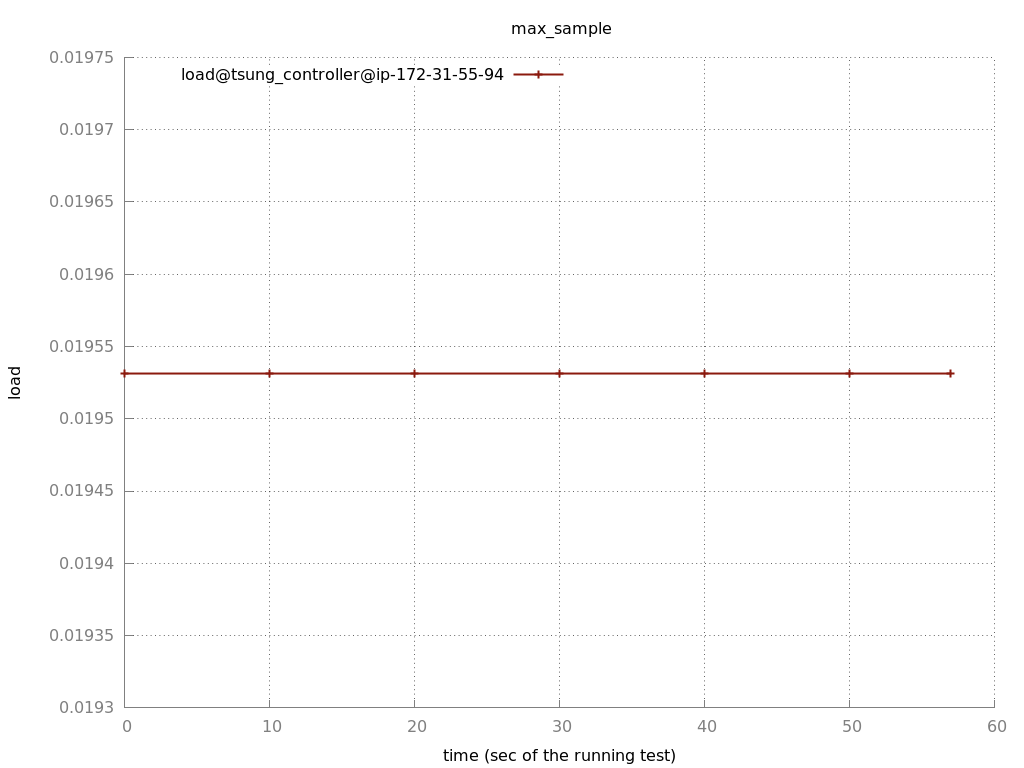 max_sample
0.01975
load@tsung_controller@ip-172-31-55-94
0.0197
0.01965
0.0196
0.01955
load
0.0195
0.01945
0.0194
0.01935
0.0193
0 10 20 30 40 50 60
time (sec of the running test)